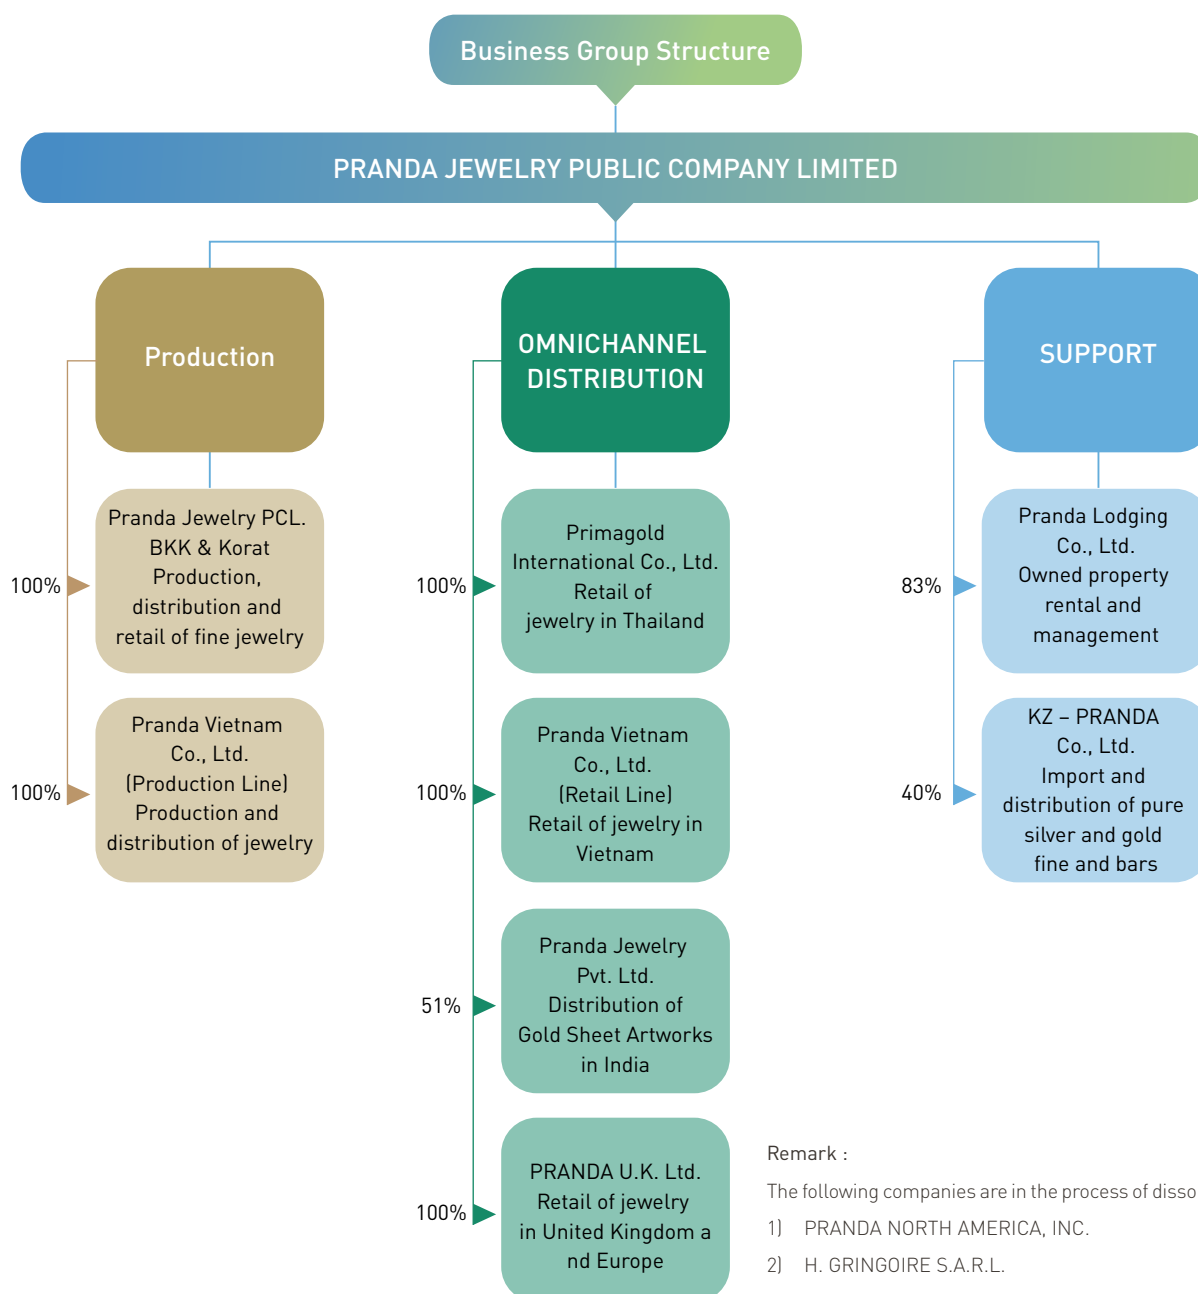 Business Group Structure
PRANDA JEWELRY PUBLIC COMPANY LIMITED
Production
100%
Pranda Jewelry PCL.
BKK & Korat
Production,
distribution and
retail of fine jewelry
100%
Pranda Vietnam
Co., Ltd.
(Production Line)
Production and
distribution of jewelry
OMNICHANNEL
DISTRIBUTION
100%
Primagold
International Co., Ltd.
Retail of
jewelry in Thailand
100%
Pranda Vietnam
Co., Ltd.
(Retail Line)
Retail of jewelry in
Vietnam
51%
Pranda Jewelry
Pvt. Ltd.
Distribution of
Gold Sheet Artworks
in India
100%
PRANDA U.K. Ltd.
Retail of jewelry
in United Kingdom a
nd Europe
SUPPORT
83%
Pranda Lodging
Co., Ltd.
Owned property
rental and
management
40%
KZ – PRANDA
Co., Ltd.
Import and
distribution of pure
silver and gold
fine and bars
Remark :
The following companies are in the process of disso
1) PRANDA NORTH AMERICA, INC.
2) H. GRINGOIRE S.A.R.L.